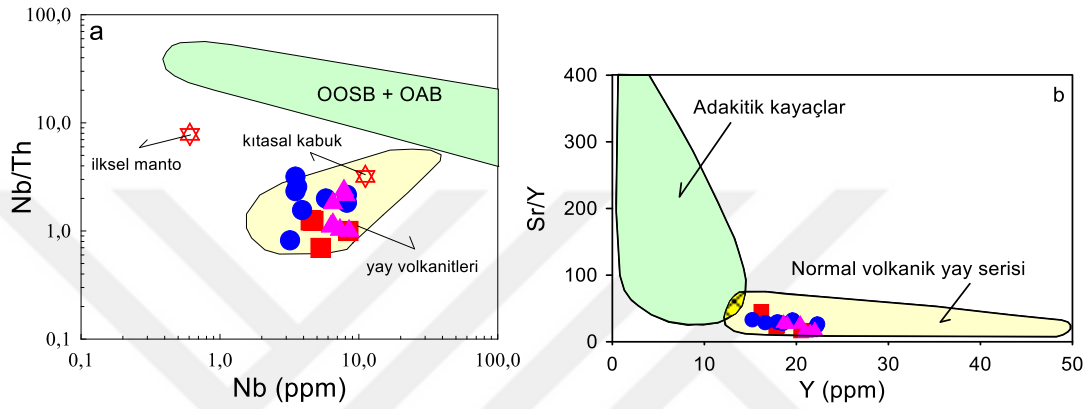 a
100,0
10,0
1,0
0,1
Nb/Th
OOSB + OAB
kıtasal kabuk
ilksel manto
yay volkanitleri
0,1
1,0
10,0
100,0
Nb (ppm)
b
400
300
200
100
0
Sr/Y
Adakitik kayaçlar
Normal volkanik yay serisi
0
10
20
30
40
50
Y (ppm)